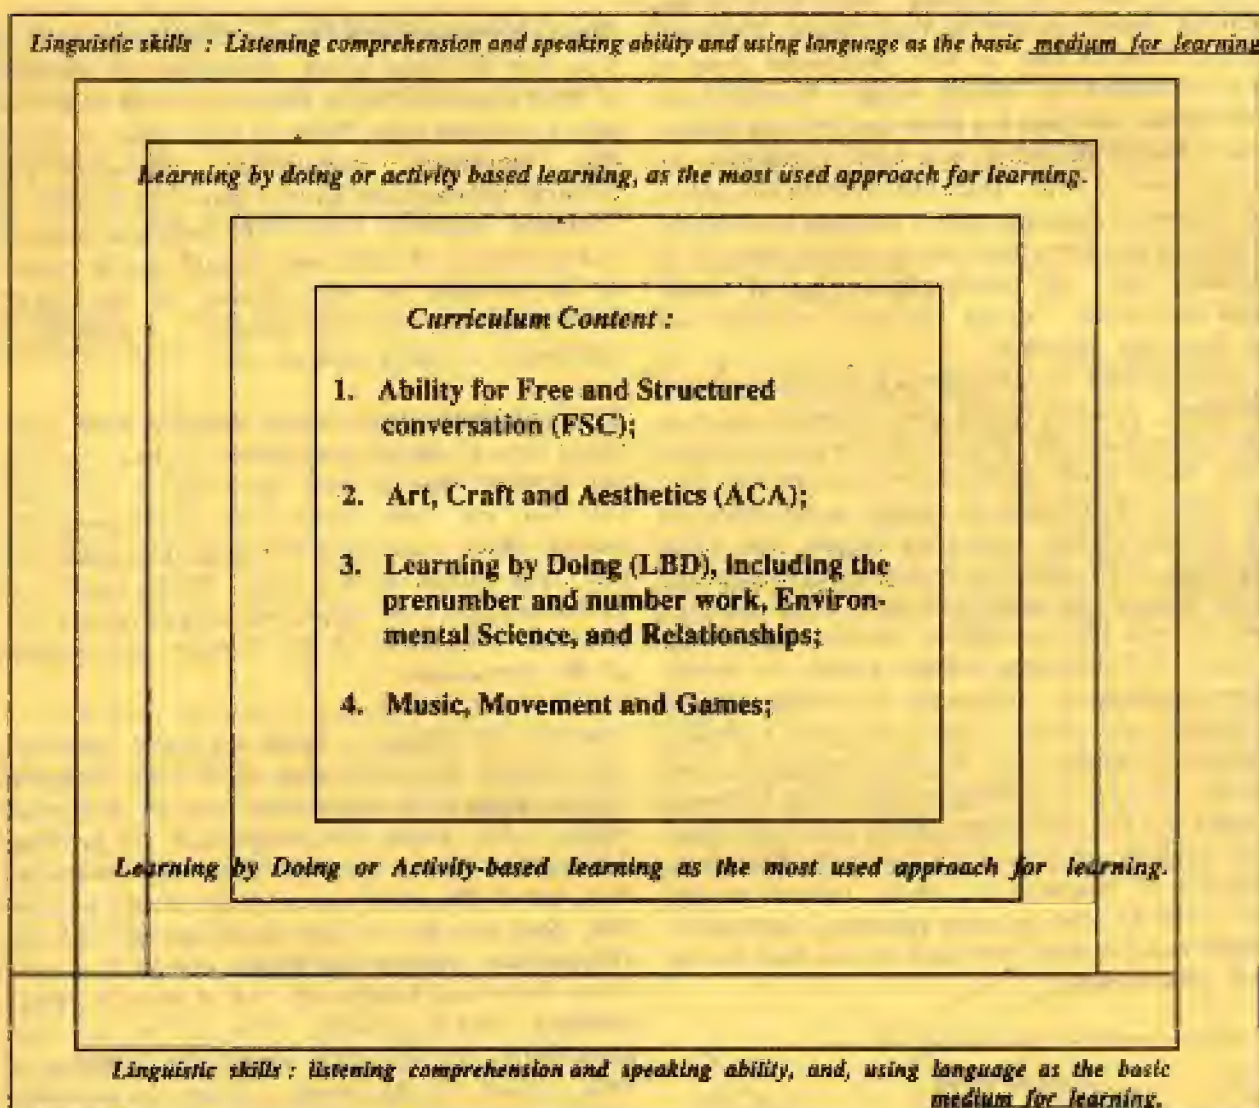 Linguistic skills : Listening comprehension and speaking ability and using language as the basic medium for learning
Learning by doing or activity based learning, as the most used approach for learning.
Curriculum Content :
1. Ability for Free and Structured
conversation (FSC);
2. Art, Craft and Aesthetics (ACA);
3. Learning by Doing (LBD), including the
prenumber and number work, Environ-
mental Science, and Relationships;
4. Music, Movement and Games;
Learning by Doing or Activity-based learning as the most used approach for learning.
Linguistic skills : listening comprehension and speaking ability, and, using language as the basic
medium for learning.